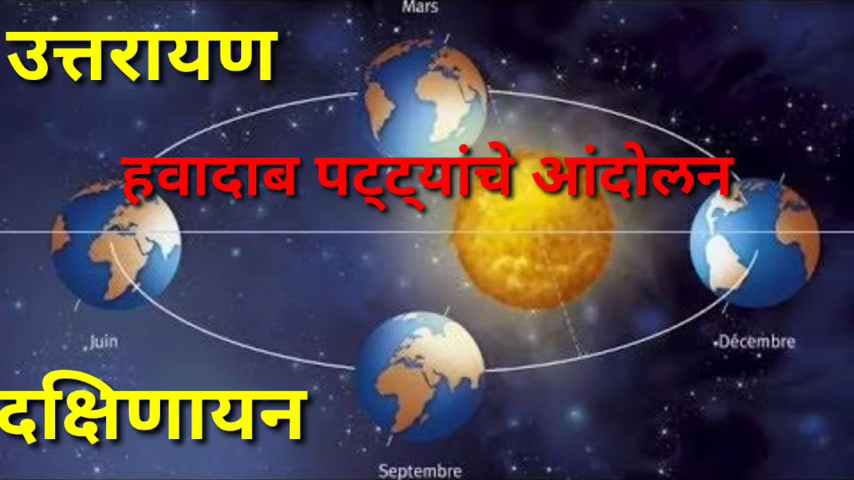 Mars
उत्तरायण
हवादाब पट्ट्यांचे आंदोलन
Juin
Décembre
दक्षिणायन
Septembre